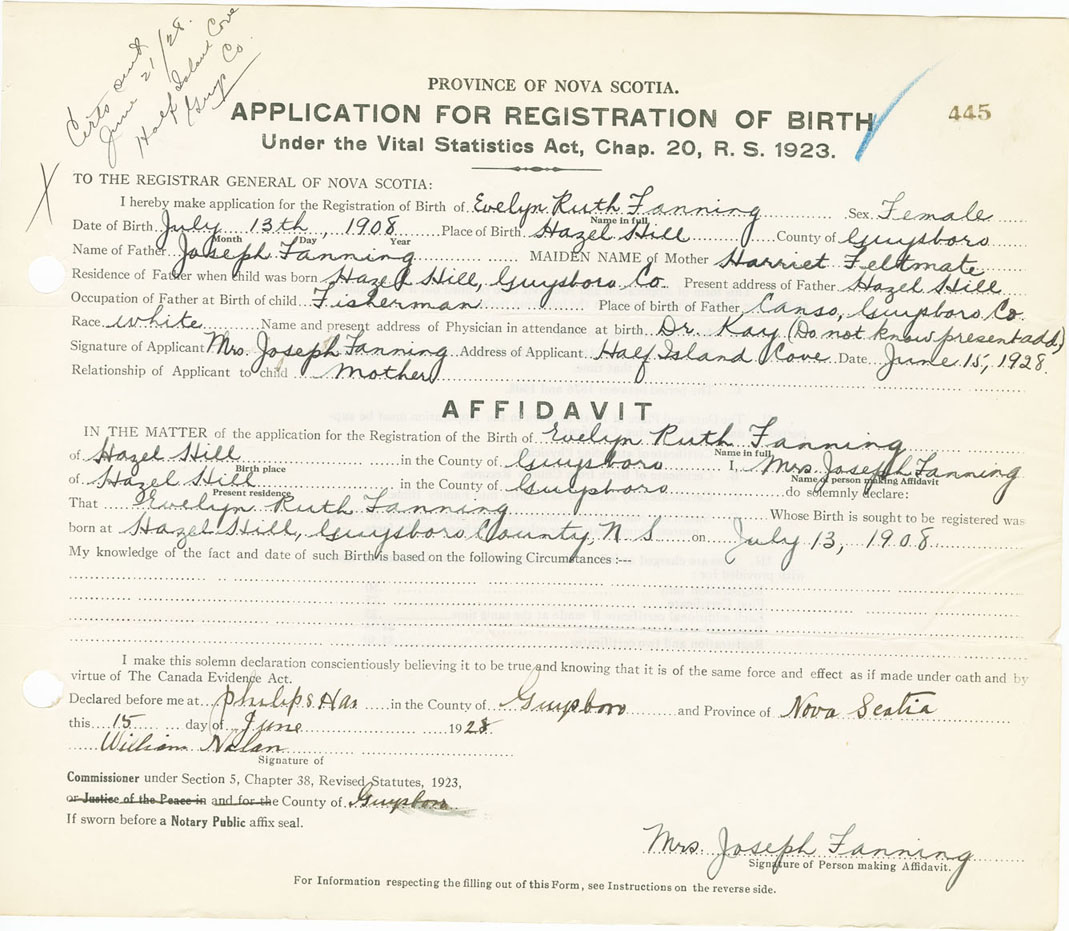 Certs sent
June 21/28.
Half Island Cove
Guys Co.
PROVINCE OF NOVA SCOTIA.
APPLICATION FOR REGISTRATION OF BIRTH
445
Under the Vital Statistics Act, Chap. 20, R. S. 1923.
X
TO THE REGISTRAR GENERAL OF NOVA SCOTIA:
I hereby make application for the Registration of Birth of Evelyn Ruth Fanning Sex Female
Name in full
Date of Birth July 13th, 1908 Place of Birth Hazel Hill County of Guysboro
Month Day Year
Name of Father Joseph Fanning MAIDEN NAME of Mother Harriet Feltmate
Residence of Father when child was born Hazel Hill, Guysboro Co. Present address of Father Hazel Hill
Occupation of Father at Birth of child Fisherman Place of birth of Father Canso, Guysboro Co.
Race white Name and present address of Physician in attendance at birth Dr. Kay (Do not know present add.)
Signature of Applicant Mrs. Joseph Fanning Address of Applicant Half Island Cove Date June 15, 1928.
Relationship of Applicant to child Mother
AFFIDAVIT
IN THE MATTER of the application for the Registration of the Birth of Evelyn Ruth Fanning
Name in full
of Hazel Hill in the County of Guysboro I, Mrs. Joseph Fanning
Birth place Name of person making Affidavit
of Hazel Hill in the County of Guysboro do solemnly declare:
Present residence
That Evelyn Ruth Fanning Whose Birth is sought to be registered was
born at Hazel Hill, Guysboro County, N S on July 13, 1908
My knowledge of the fact and date of such Birth is based on the following Circumstances :---
I make this solemn declaration conscientiously believing it to be true and knowing that it is of the same force and effect as if made under oath and by
virtue of The Canada Evidence Act.
Declared before me at Philips Har in the County of Guysboro and Province of Nova Scotia
this 15 day of June 1928
William Nolan
Signature of
Commissioner under Section 5, Chapter 38, Revised Statutes, 1923,
or Justice of the Peace in and for the County of Guysboro
If sworn before a Notary Public affix seal.
Mrs. Joseph Fanning
Signature of Person making Affidavit.
For Information respecting the filling out of this Form, see Instructions on the reverse side.